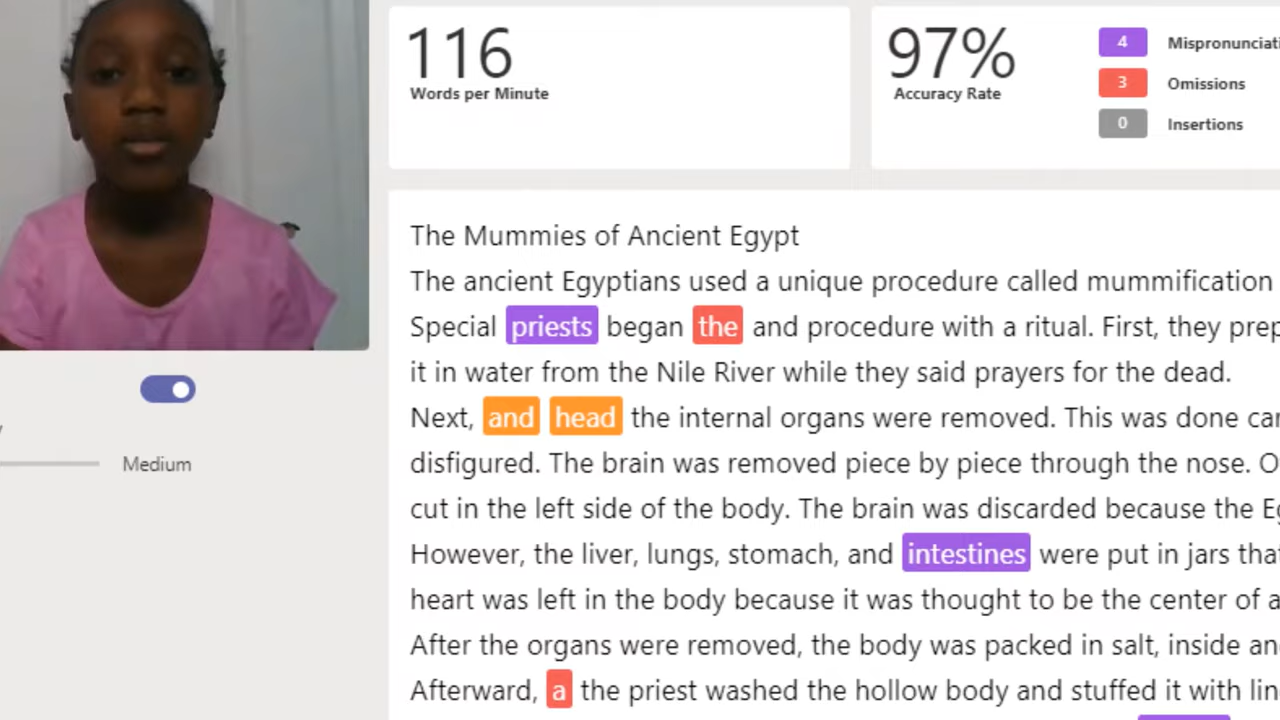 116
Words per Minute
97%
Accuracy Rate
4 Mispronunciati
3 Omissions
0 Insertions
Medium
The Mummies of Ancient Egypt
The ancient Egyptians used a unique procedure called mummification
Special priests began the and procedure with a ritual. First, they prep
it in water from the Nile River while they said prayers for the dead.
Next, and head the internal organs were removed. This was done car
disfigured. The brain was removed piece by piece through the nose. O
cut in the left side of the body. The brain was discarded because the Eg
However, the liver, lungs, stomach, and intestines were put in jars that
heart was left in the body because it was thought to be the center of a
After the organs were removed, the body was packed in salt, inside an
Afterward, a the priest washed the hollow body and stuffed it with lin